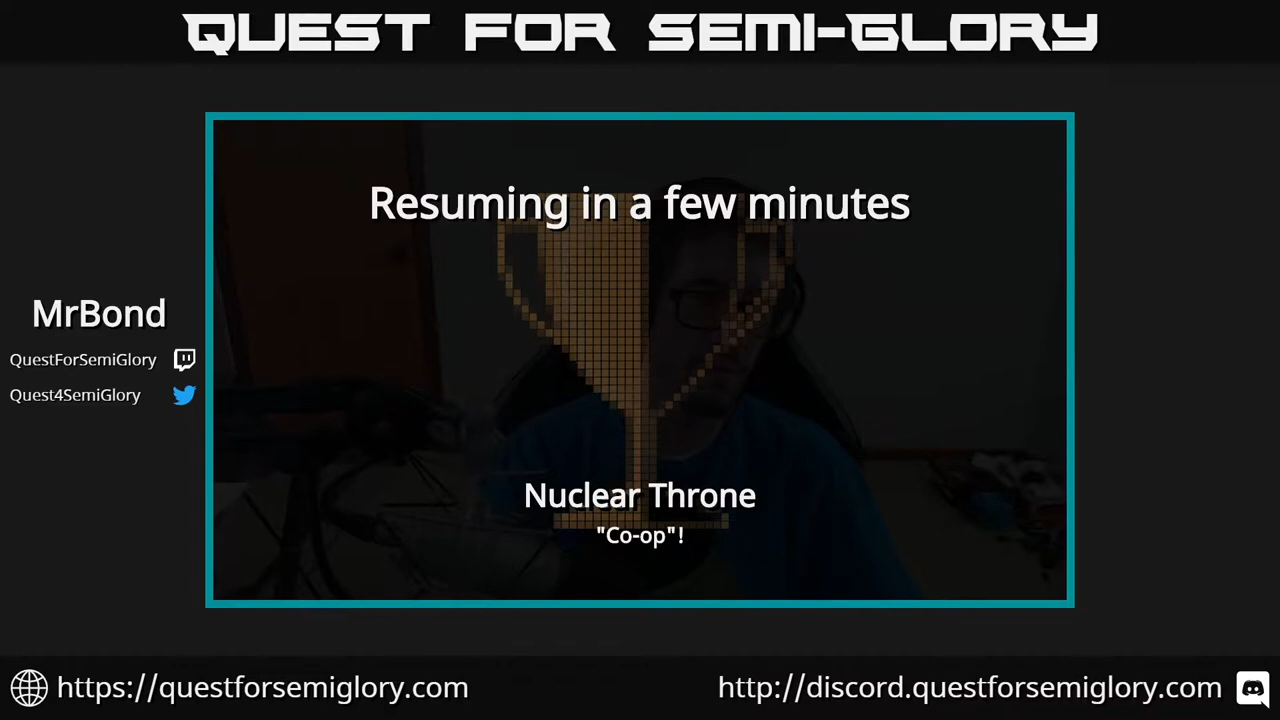 QUEST FOR SEMI-GLORY
Resuming in a few minutes
MrBond
QuestForSemiGlory
Quest4SemiGlory
Nuclear Throne
"Co-op"!
https://questforsemiglory.com
http://discord.questforsemiglory.com